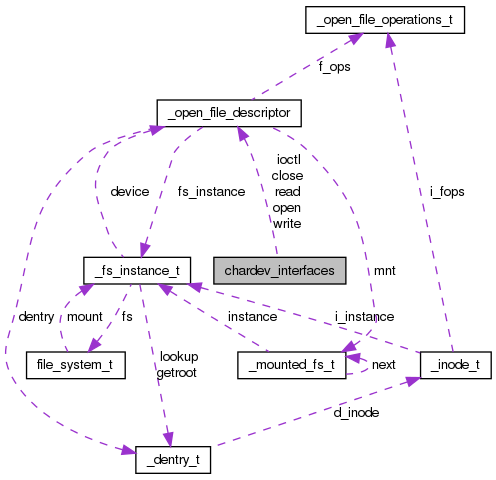 _open_file_operations_t
f_ops
_open_file_descriptor
ioctl
close
read
open
write
device
fs_instance
i_fops
_fs_instance_t
chardev_interfaces
mnt
dentry
mount
fs
instance
i_instance
lookup
getroot
file_system_t
_mounted_fs_t
next
_inode_t
d_inode
_dentry_t